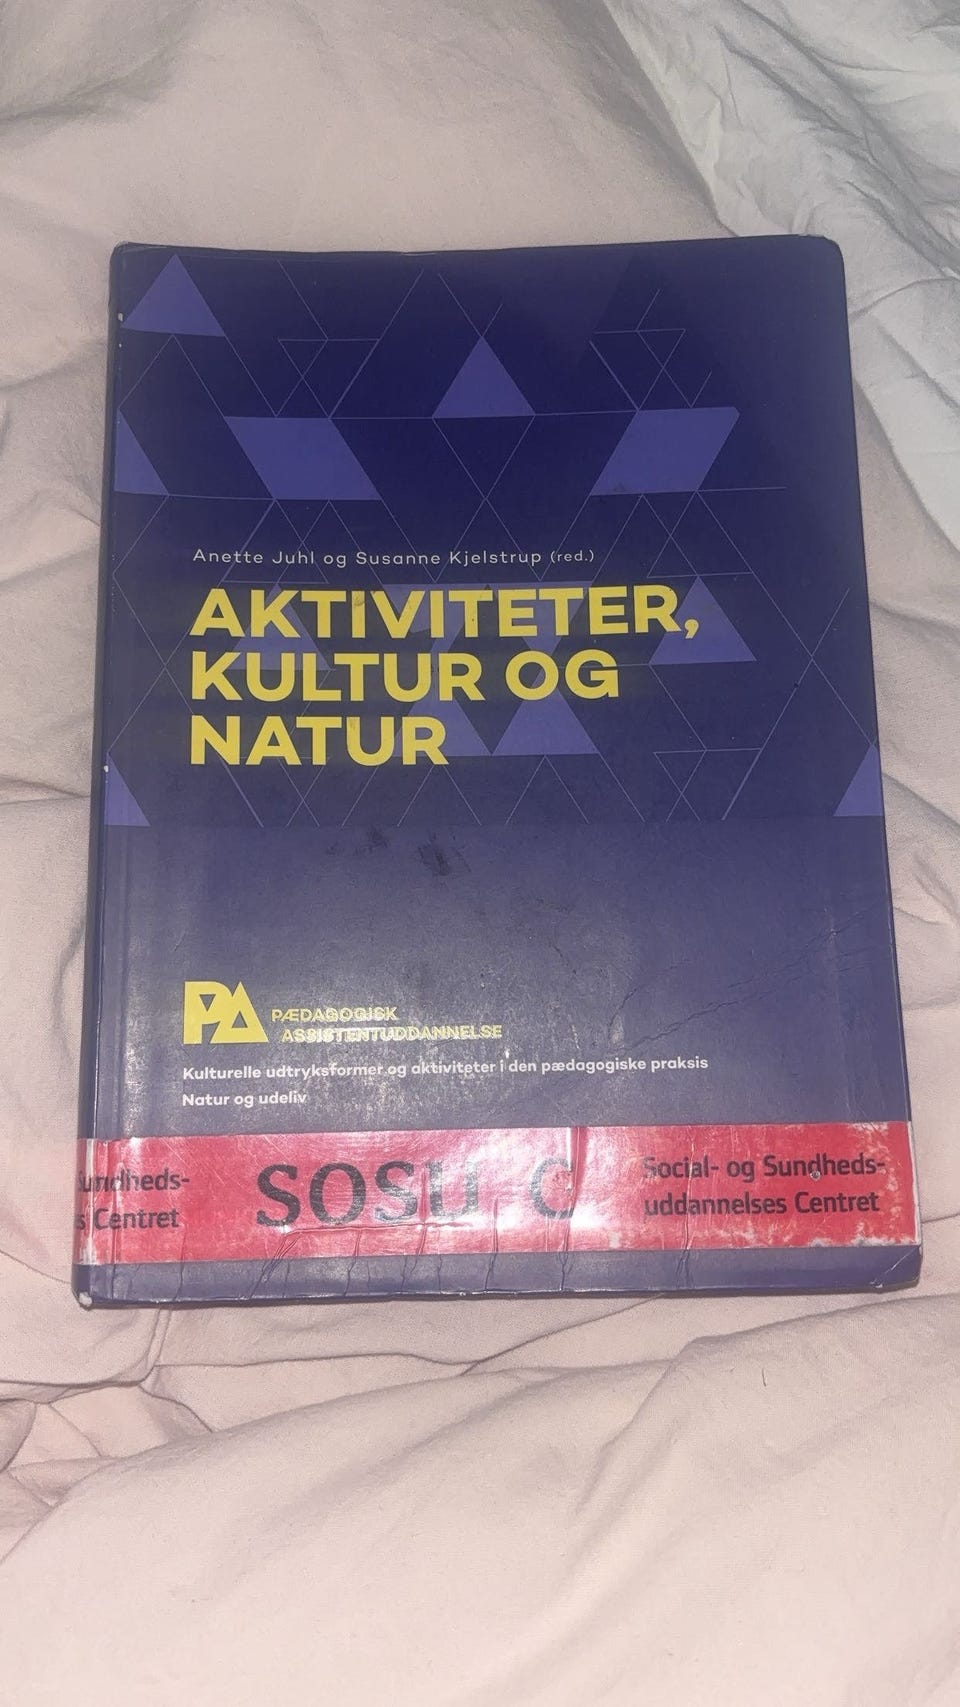 Anette Juhl og Susanne Kjelstrup (red.)
AKTIVITETER,
KULTUR OG
NATUR
PA PÆDAGOGISK
ASSISTENTUDDANNELSE
Kulturelle udtryksformer og aktiviteter i den pædagogiske praksis
Natur og udeliv
Sundheds-
s Centret
SOSU C
Social- og Sundheds-
uddannelses Centret